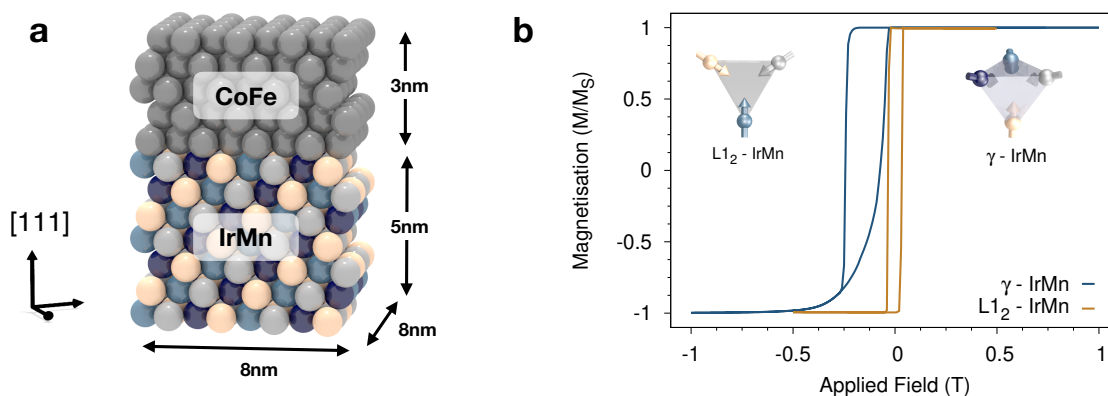 a
CoFe
3nm
IrMn
5nm
[111]
8nm
8nm
b
Magnetisation (M/M_S)
1
0.5
0
-0.5
-1
L1₂ - IrMn
γ - IrMn
γ - IrMn
L1₂ - IrMn
-1
-0.5
0
0.5
1
Applied Field (T)